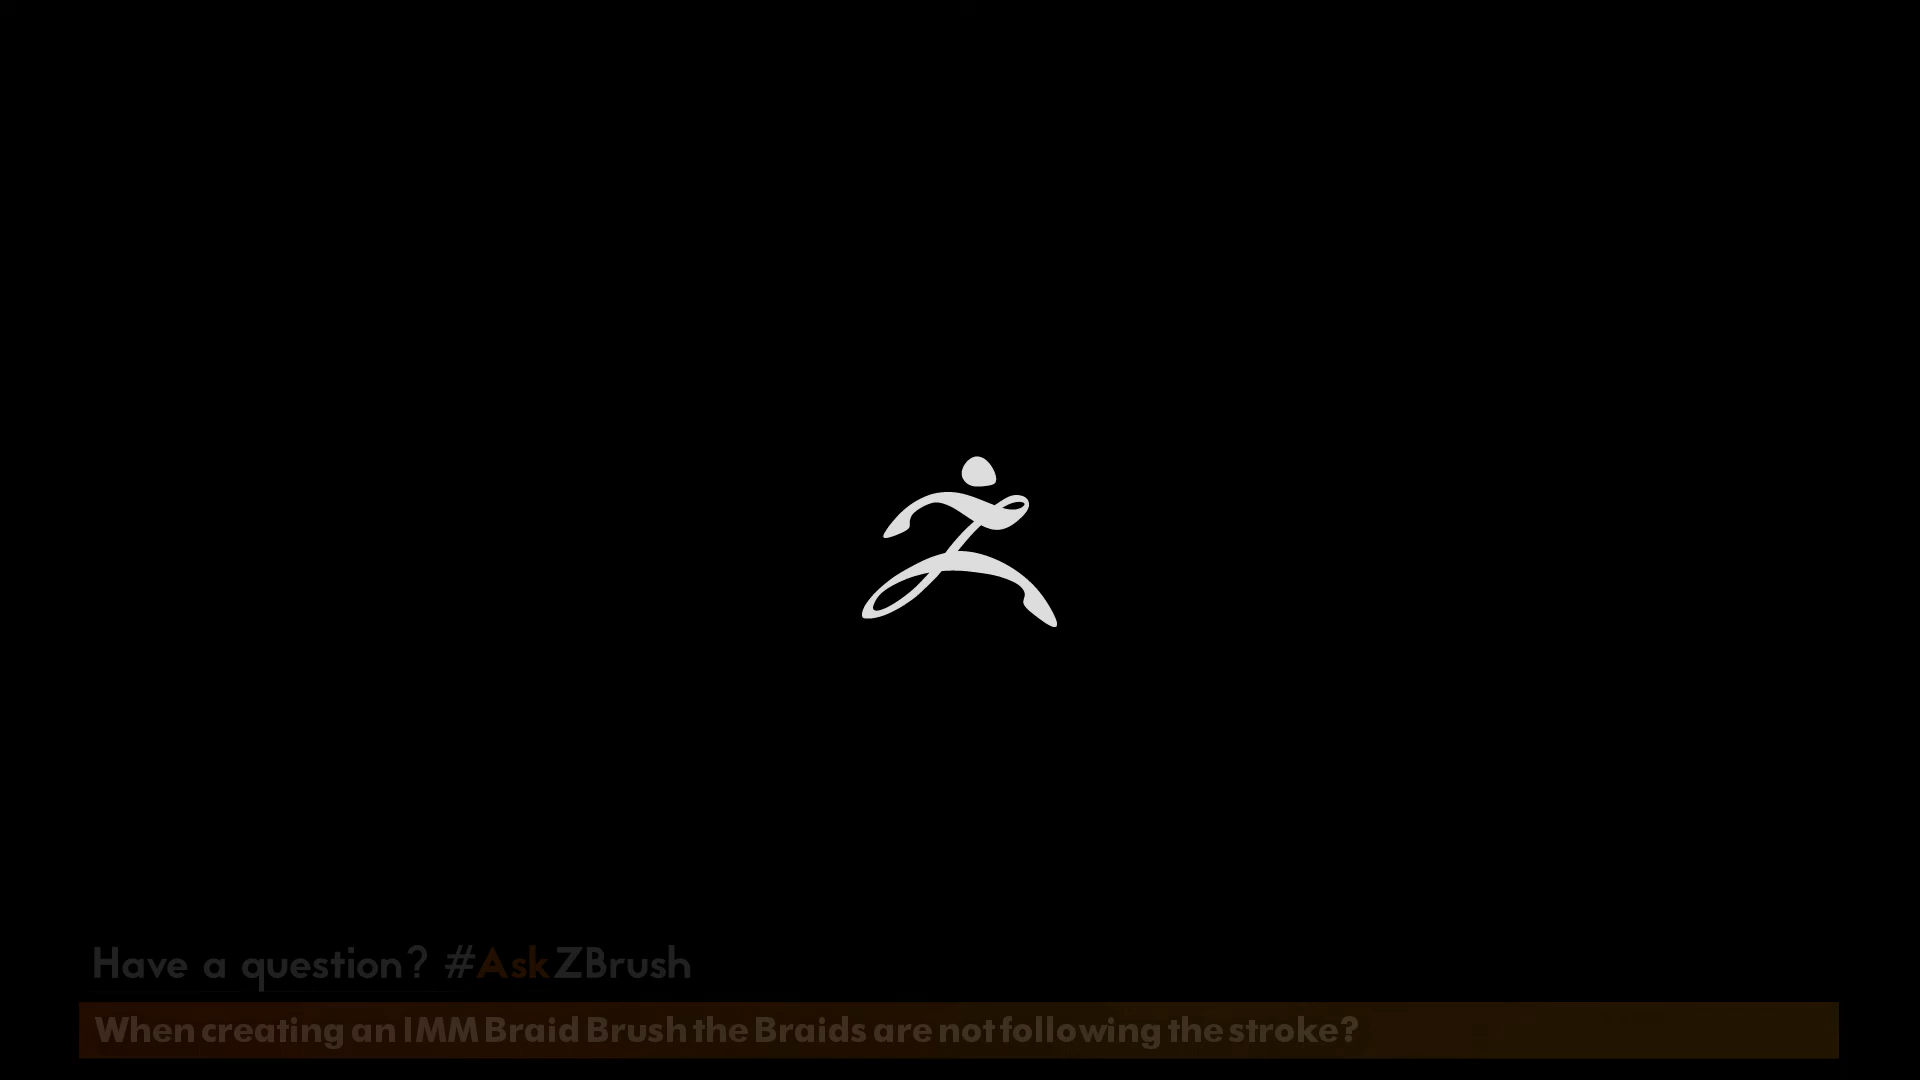 Have a question? #AskZBrush
When creating an IMM Braid Brush the Braids are not following the stroke?